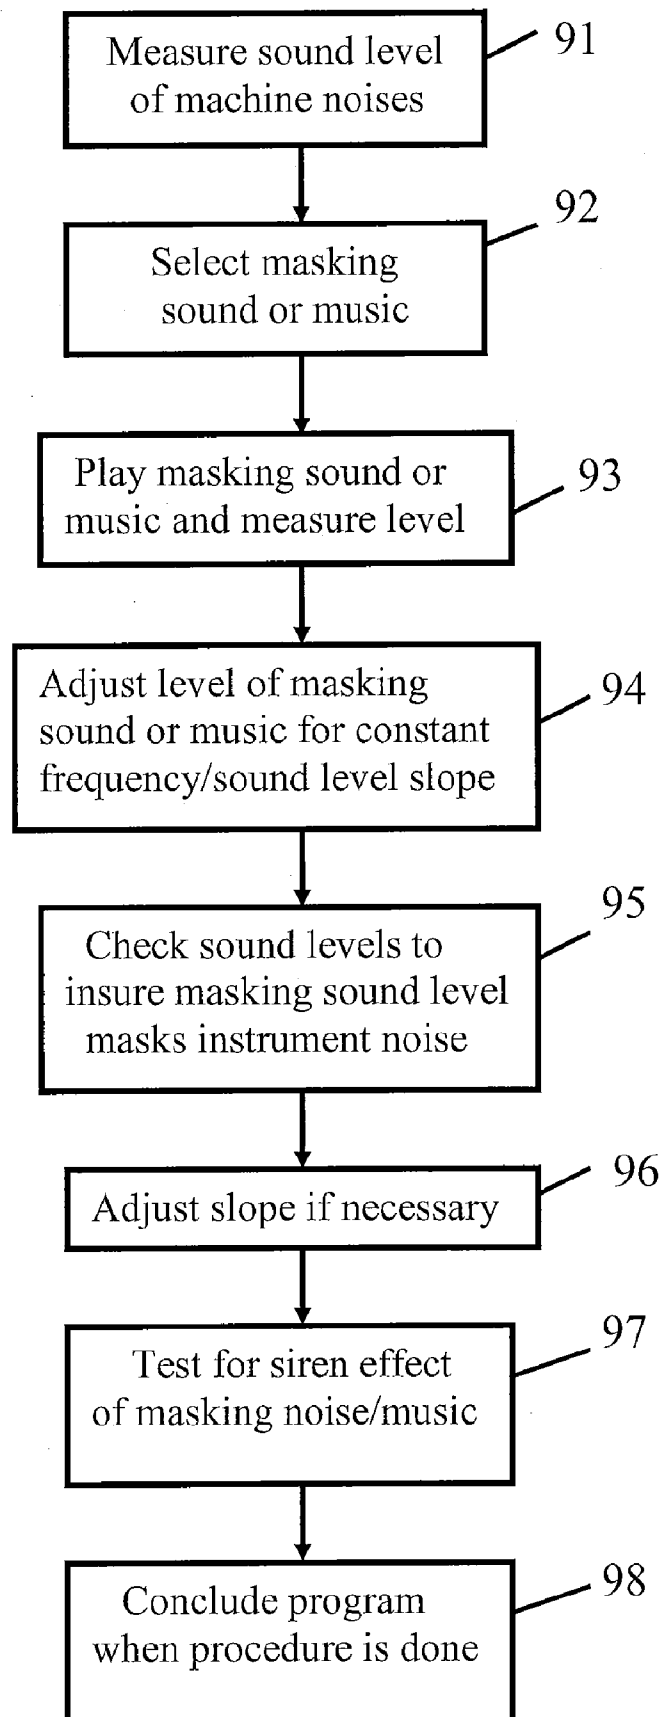 Measure sound level
of machine noises
91
Select masking
sound or music
92
Play masking sound or
music and measure level
93
Adjust level of masking
sound or music for constant
frequency/sound level slope
94
Check sound levels to
insure masking sound level
masks instrument noise
95
Adjust slope if necessary
96
Test for siren effect
of masking noise/music
97
Conclude program
when procedure is done
98